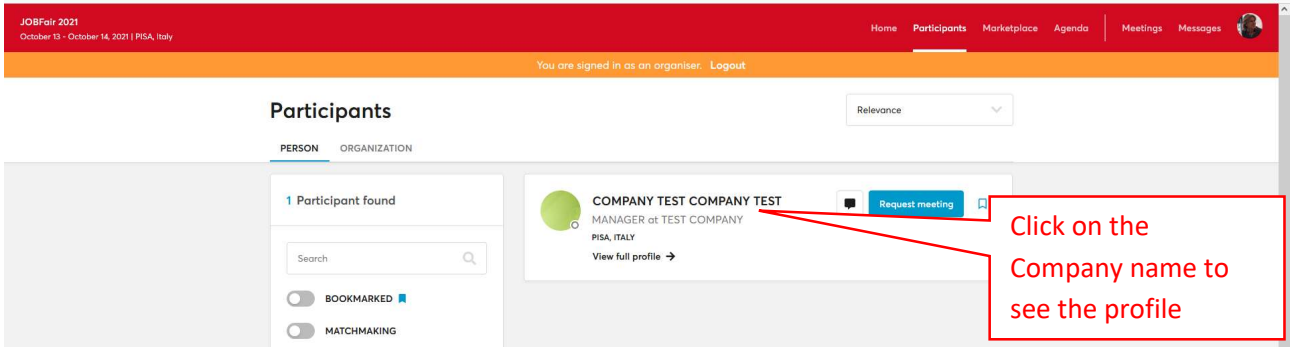 JOBFair 2021
October 13 - October 14, 2021 | PISA, Italy
Home Participants Marketplace Agenda Meetings Messages
You are signed in as an organiser. Logout
Participants
Relevance
PERSON ORGANIZATION
1 Participant found
Search
BOOKMARKED
MATCHMAKING
COMPANY TEST COMPANY TEST
MANAGER at TEST COMPANY
PISA, ITALY
View full profile →
Request meeting
Click on the
Company name to
see the profile